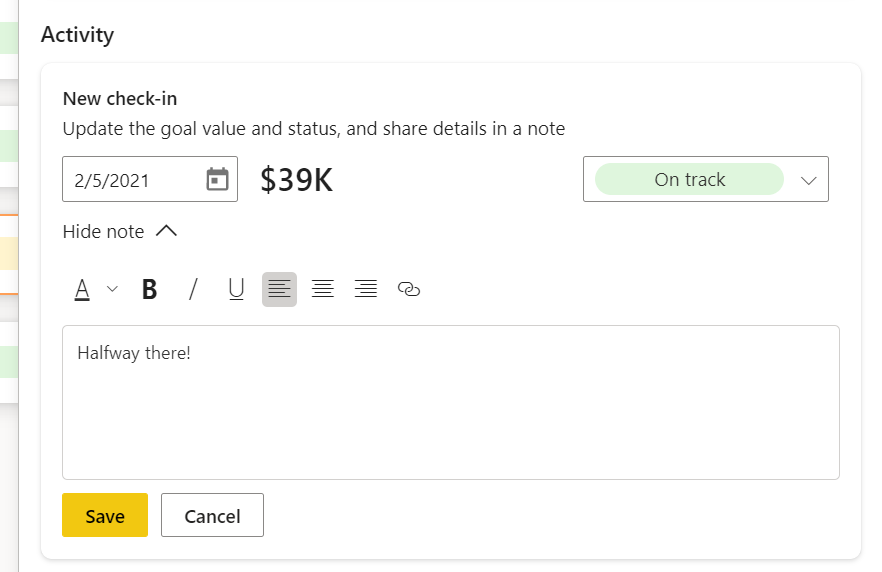 Activity
New check-in
Update the goal value and status, and share details in a note
2/5/2021 $39K On track
Hide note
A B / U
Halfway there!
Save Cancel